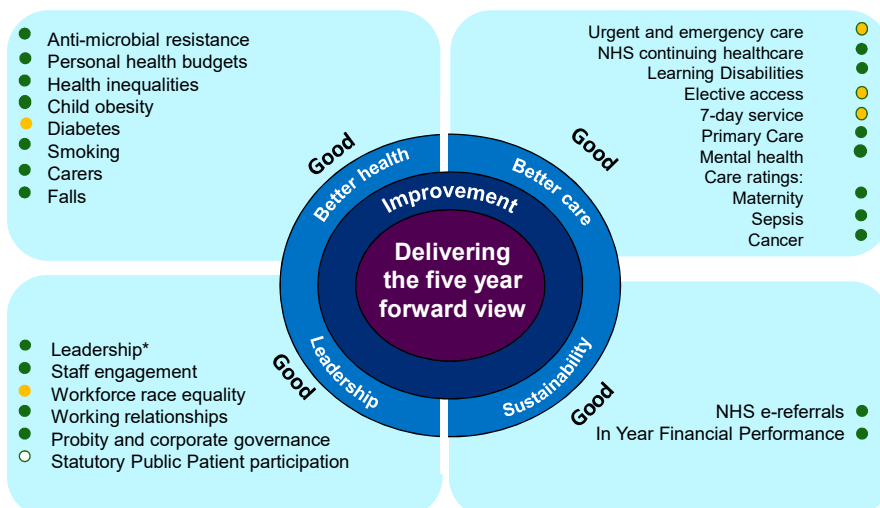 Anti-microbial resistance
Personal health budgets
Health inequalities
Child obesity
Diabetes
Smoking
Carers
Falls
Urgent and emergency care
NHS continuing healthcare
Learning Disabilities
Elective access
7-day service
Primary Care
Mental health
Care ratings:
Maternity
Sepsis
Cancer
Good
Good
Better health
Better care
Improvement
Delivering
the five year
forward view
Leadership
Sustainability
Good
Good
Leadership*
Staff engagement
Workforce race equality
Working relationships
Probity and corporate governance
Statutory Public Patient participation
NHS e-referrals
In Year Financial Performance